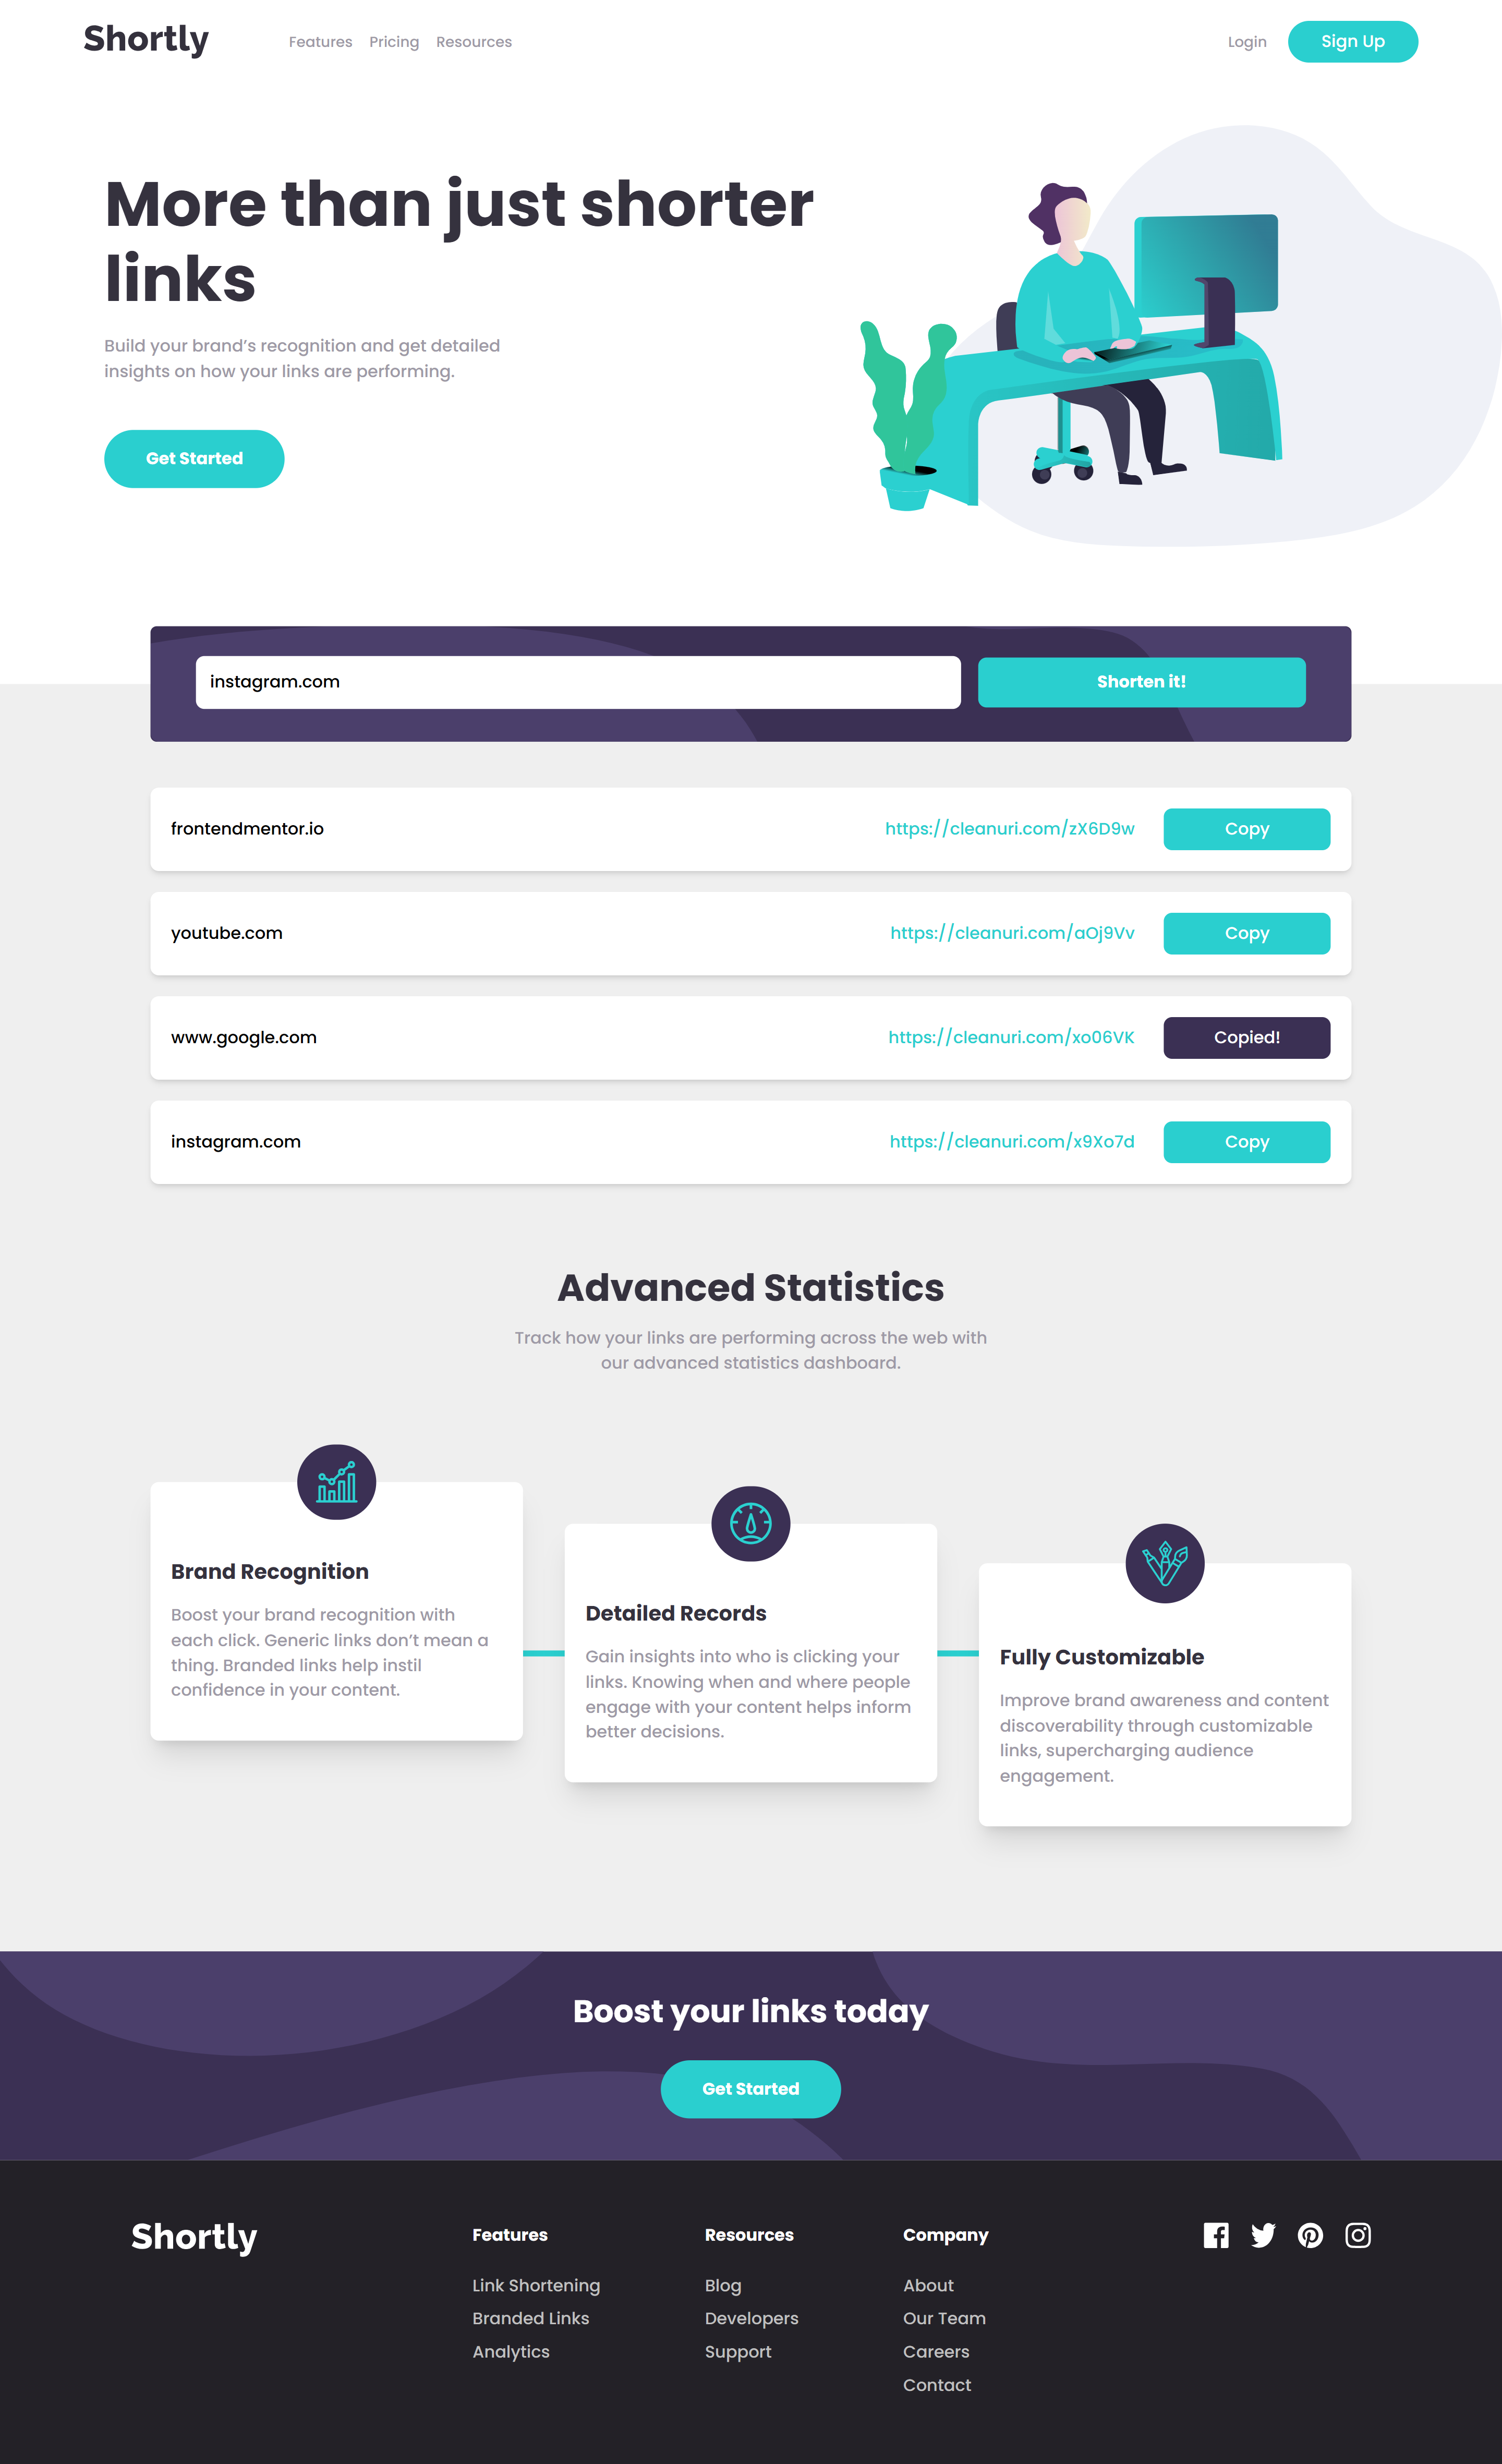 Shortly
Features Pricing Resources
Login
Sign Up
More than just shorter
links
Build your brand’s recognition and get detailed
insights on how your links are performing.
Get Started
instagram.com
Shorten it!
frontendmentor.io
https://cleanuri.com/zX6D9w
Copy
youtube.com
https://cleanuri.com/aOj9Vv
Copy
www.google.com
https://cleanuri.com/xo06VK
Copied!
instagram.com
https://cleanuri.com/x9Xo7d
Copy
Advanced Statistics
Track how your links are performing across the web with
our advanced statistics dashboard.
Brand Recognition
Boost your brand recognition with
each click. Generic links don’t mean a
thing. Branded links help instil
confidence in your content.
Detailed Records
Gain insights into who is clicking your
links. Knowing when and where people
engage with your content helps inform
better decisions.
Fully Customizable
Improve brand awareness and content
discoverability through customizable
links, supercharging audience
engagement.
Boost your links today
Get Started
Shortly
Features
Link Shortening
Branded Links
Analytics
Resources
Blog
Developers
Support
Company
About
Our Team
Careers
Contact